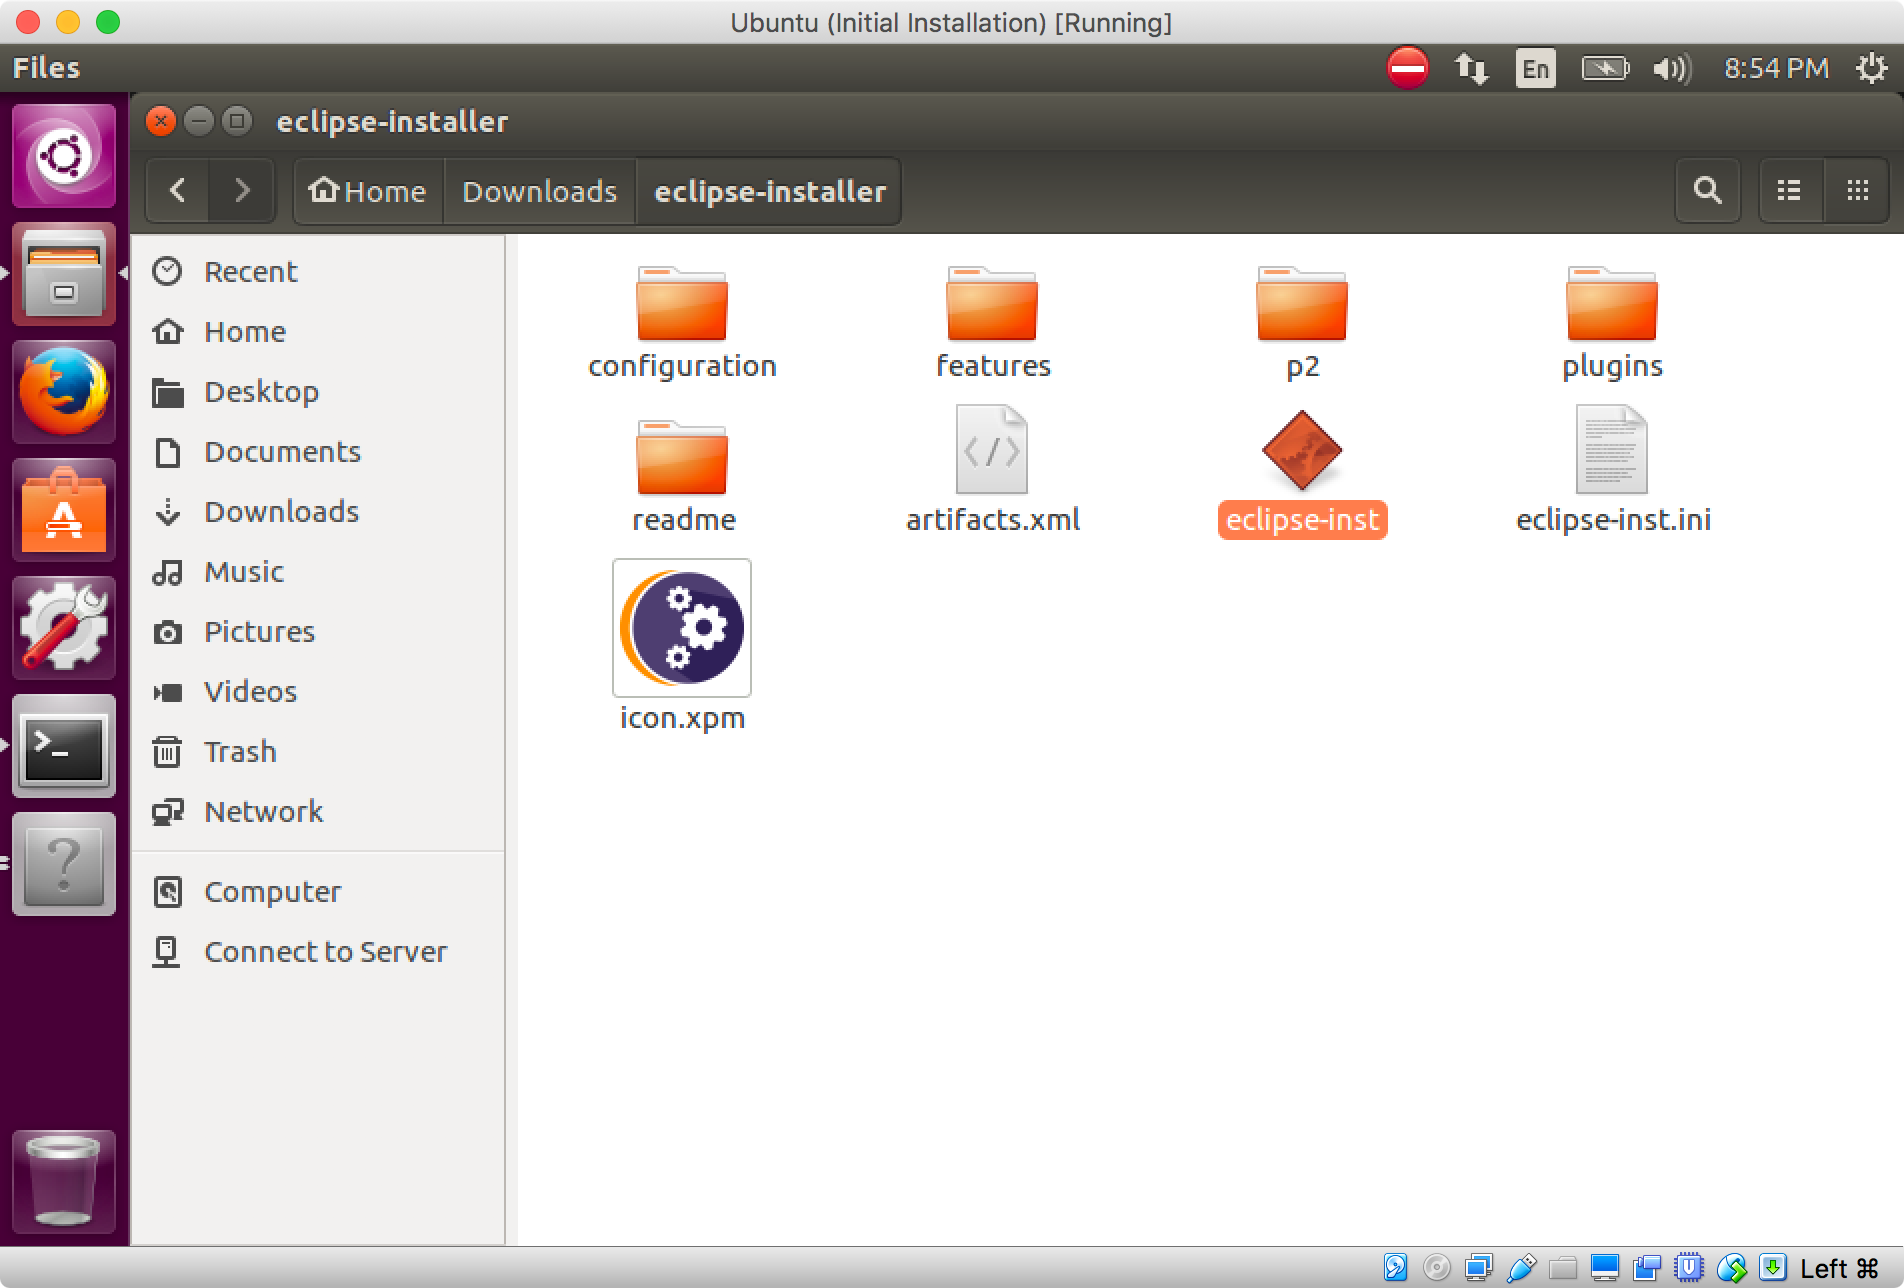 Ubuntu (Initial Installation) [Running]
Files
En
8:54 PM
eclipse-installer
Home
Downloads
eclipse-installer
Recent
Home
Desktop
Documents
Downloads
Music
Pictures
Videos
Trash
Network
Computer
Connect to Server
configuration
features
p2
plugins
readme
artifacts.xml
eclipse-inst
eclipse-inst.ini
icon.xpm
Left ⌘